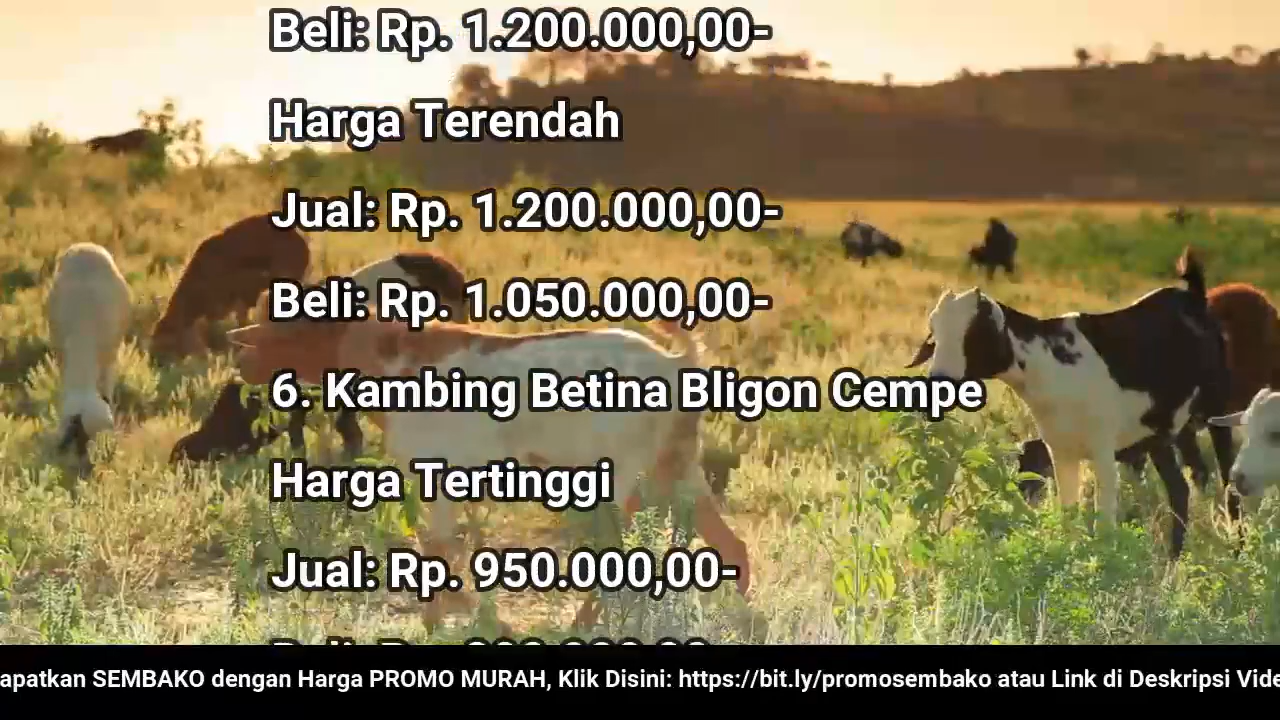 Beli: Rp. 1.200.000,00-
Harga Terendah
Jual: Rp. 1.200.000,00-
Beli: Rp. 1.050.000,00-
6. Kambing Betina Bligon Cempe
Harga Tertinggi
Jual: Rp. 950.000,00-
apatkan SEMBAKO dengan Harga PROMO MURAH, Klik Disini: https://bit.ly/promosembako atau Link di Deskripsi Vide